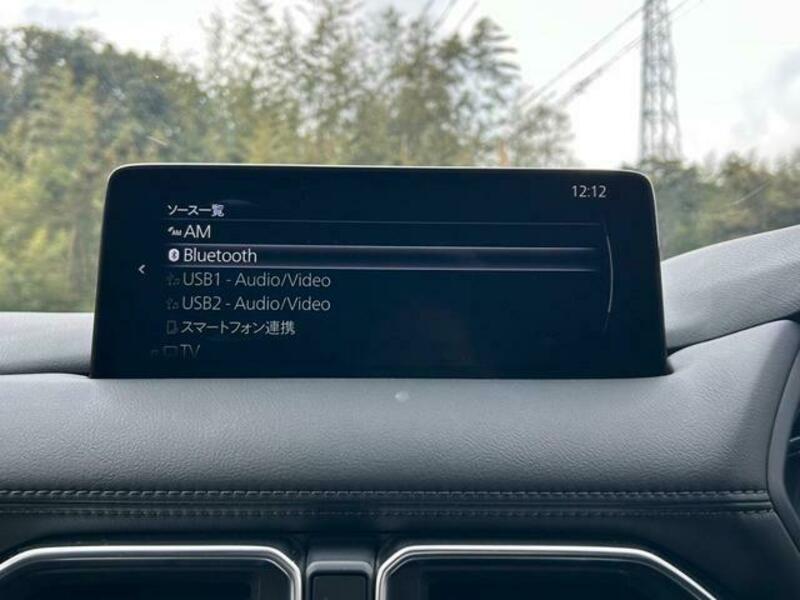 12:12
ソース一覧
AM
Bluetooth
USB1 - Audio/Video
USB2 - Audio/Video
スマートフォン連携
TV